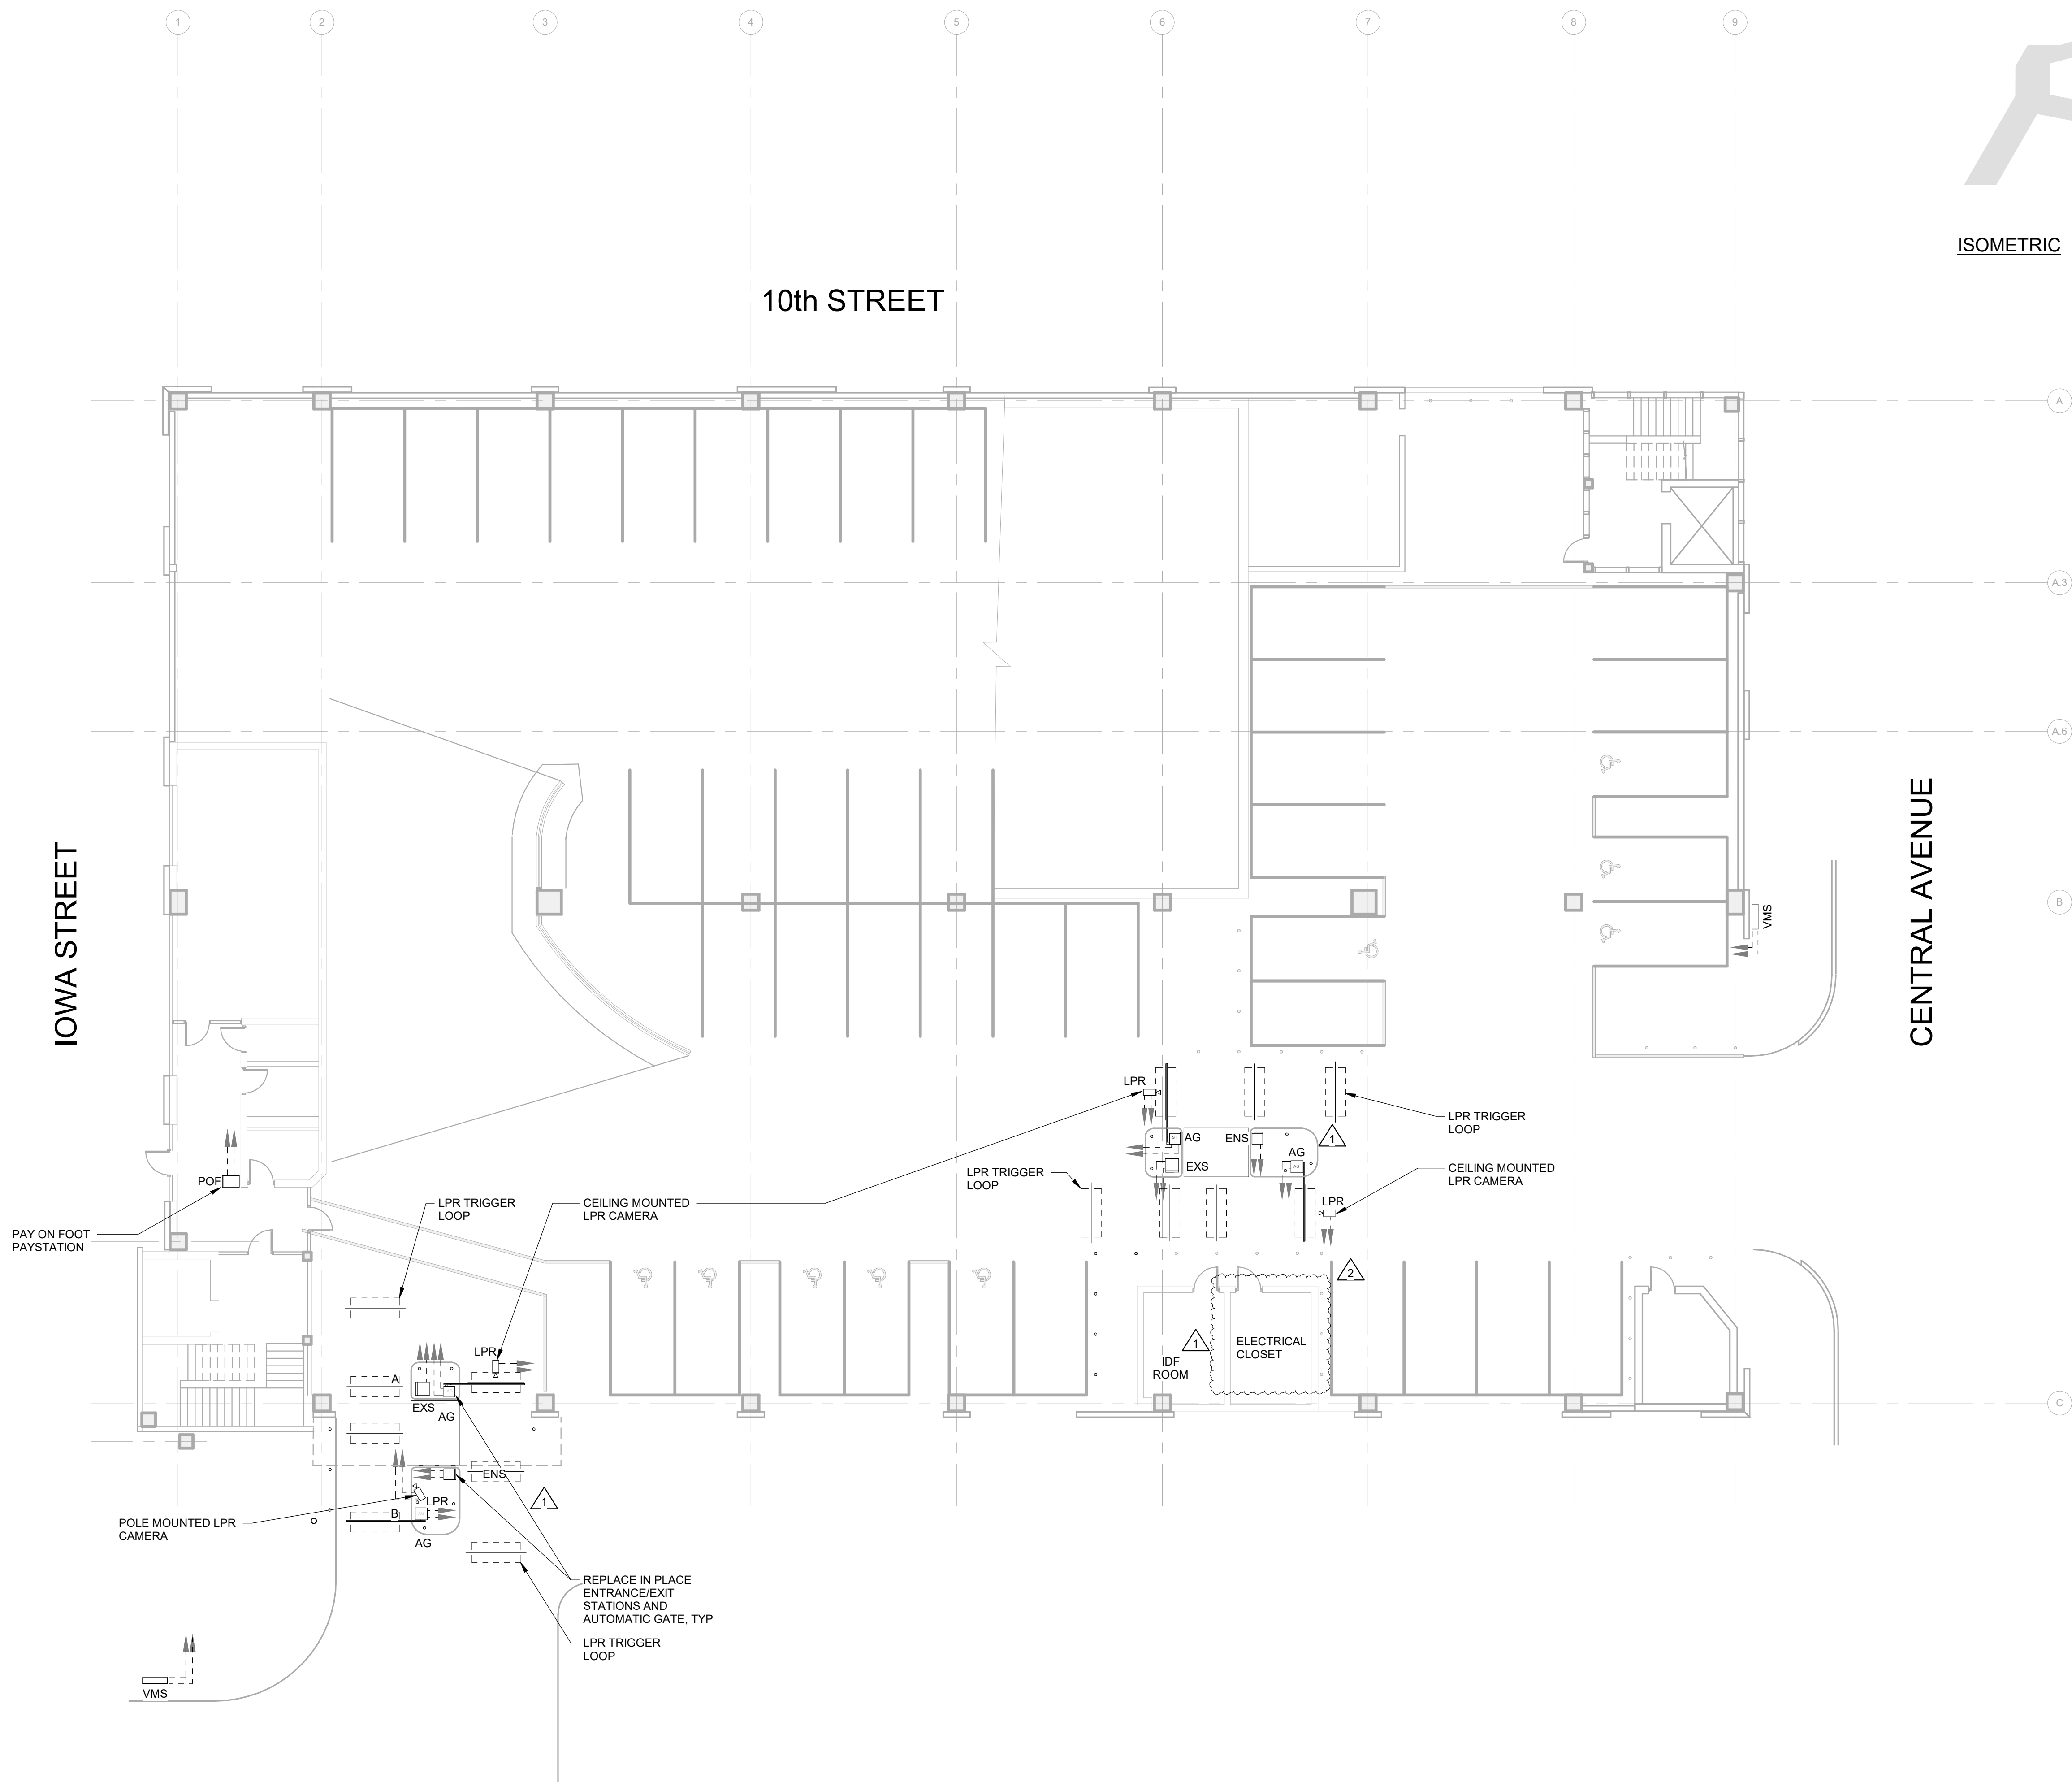 1
2
3
4
5
6
7
8
9
ISOMETRIC
10th STREET
A
A.3
A.6
IOWA STREET
CENTRAL AVENUE
B
VMS
LPR
LPR TRIGGER
LOOP
AG
AG
ENS
1
EXS
AG
AG
LPR TRIGGER
LOOP
CEILING MOUNTED
LPR CAMERA
POF
LPR
LPR TRIGGER
LOOP
CEILING MOUNTED
LPR CAMERA
PAY ON FOOT
PAYSTATION
2
1
ELECTRICAL
CLOSET
IDF
ROOM
LPR
A
EXS
AG
C
ENS
1
LPR
B
POLE MOUNTED LPR
CAMERA
AG
REPLACE IN PLACE
ENTRANCE/EXIT
STATIONS AND
AUTOMATIC GATE, TYP
LPR TRIGGER
LOOP
VMS